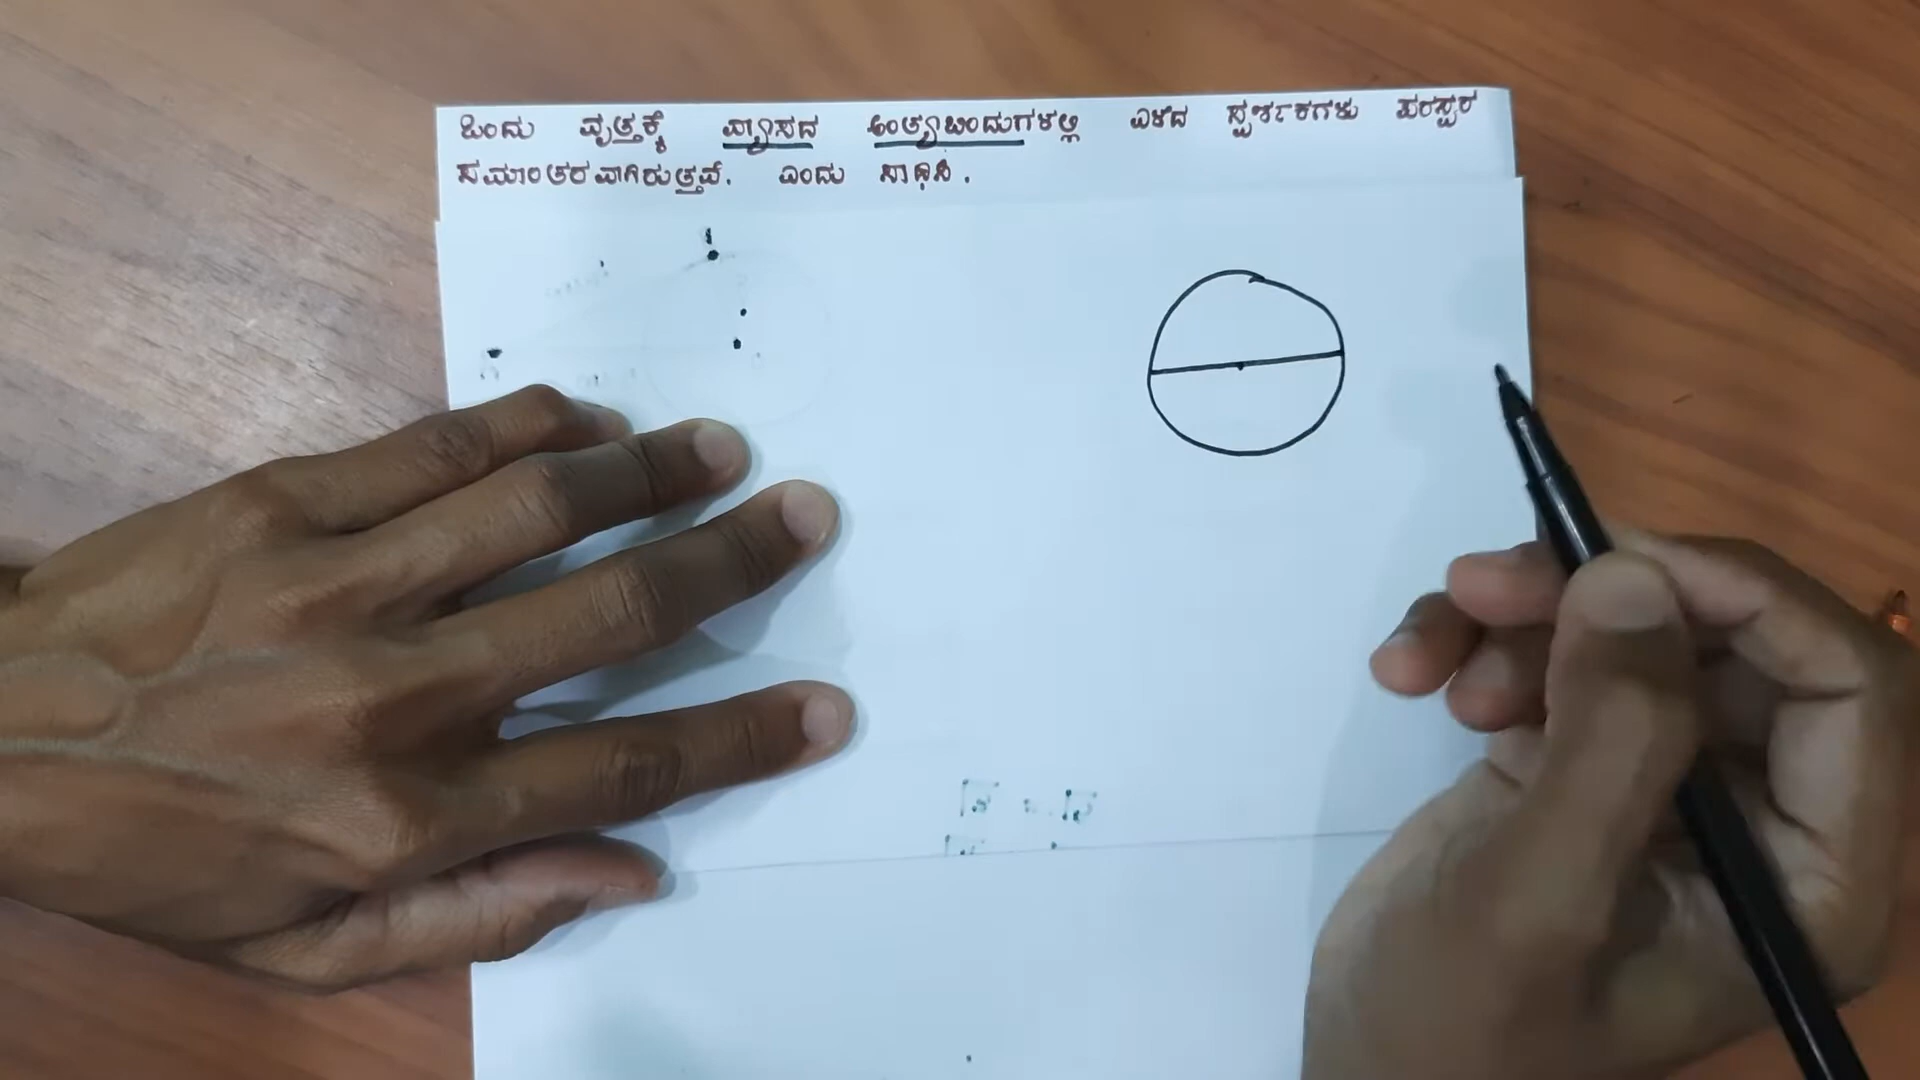 ಒಂದು ವೃತ್ತಕ್ಕೆ ವ್ಯಾಸದ ಅಂತ್ಯಬಿಂದುಗಳಲ್ಲಿ ಎಳೆದ ಸ್ಪರ್ಶಕಗಳು ಪರಸ್ಪರ
ಸಮಾಂತರವಾಗಿರುತ್ತವೆ. ಎಂದು ಸಾಧಿಸಿ.